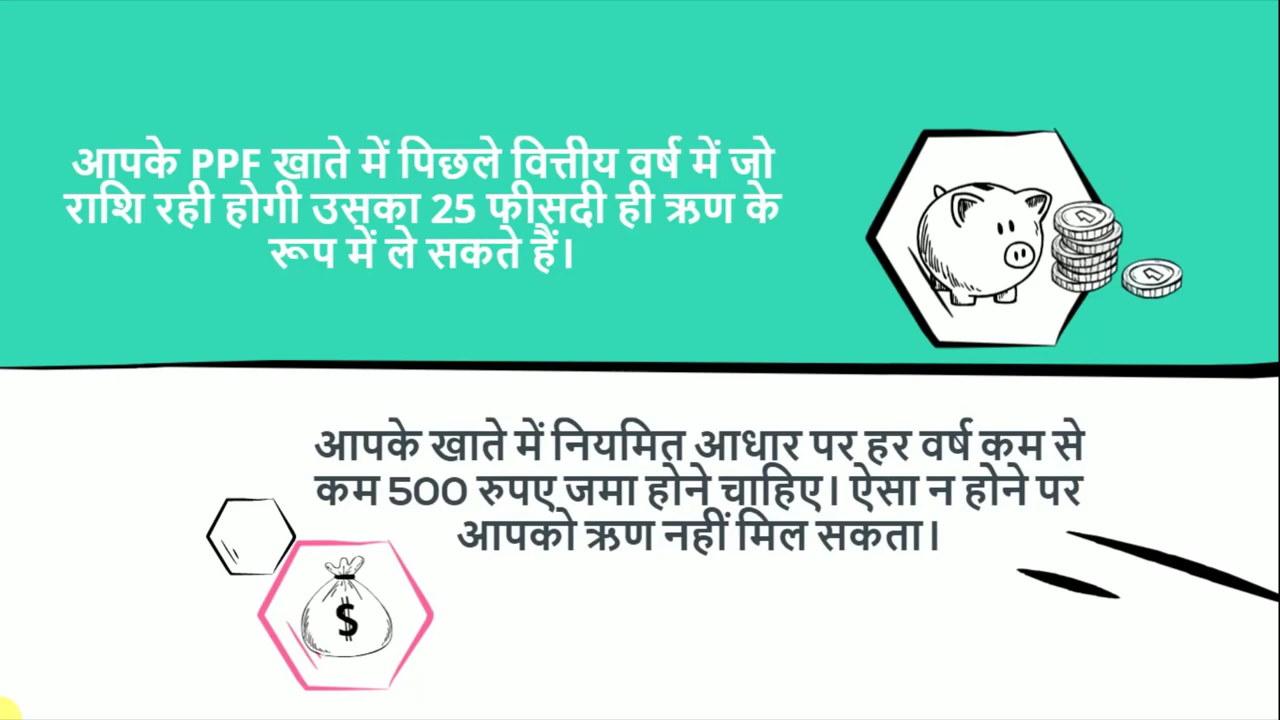 आपके PPF खाते में पिछले वित्तीय वर्ष में जो
राशि रही होगी उसका 25 फीसदी ही ऋण के
रूप में ले सकते हैं।
आपके खाते में नियमित आधार पर हर वर्ष कम से
कम 500 रुपए जमा होने चाहिए। ऐसा न होने पर
आपको ऋण नहीं मिल सकता।
$